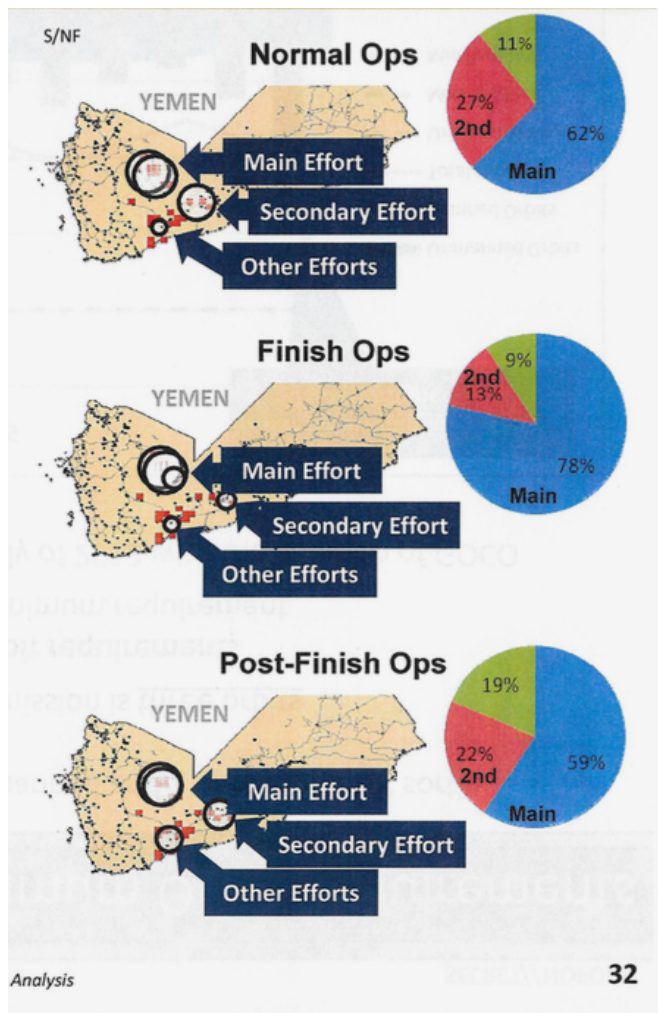 S/NF
Normal Ops
YEMEN
Main Effort
Secondary Effort
Other Efforts
11%
27%
2nd
62%
Main
Finish Ops
YEMEN
Main Effort
Secondary Effort
Other Efforts
9%
2nd
13%
78%
Main
Post-Finish Ops
YEMEN
Main Effort
Secondary Effort
Other Efforts
19%
22%
2nd
59%
Main
Analysis
32